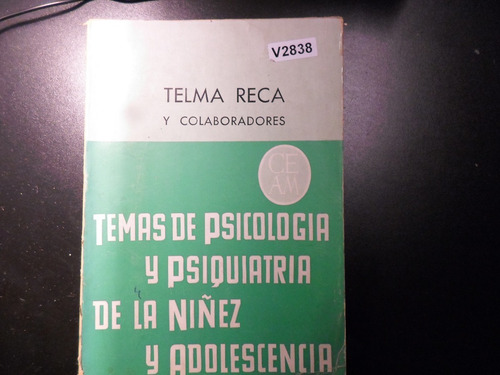 V2838
TELMA RECA
Y COLABORADORES
CE
AM
TEMAS DE PSICOLOGIA
Y PSIQUIATRIA
DE LA NIÑEZ
Y ADOLESCENCIA